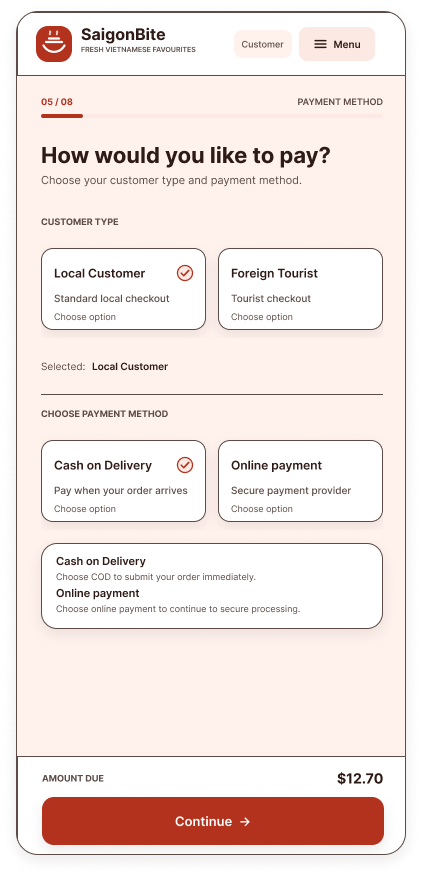 SaigonBite
FRESH VIETNAMESE FAVOURITES
Customer
Menu
05 / 08
PAYMENT METHOD
How would you like to pay?
Choose your customer type and payment method.
CUSTOMER TYPE
Local Customer
Standard local checkout
Choose option
Foreign Tourist
Tourist checkout
Choose option
Selected: Local Customer
CHOOSE PAYMENT METHOD
Cash on Delivery
Pay when your order arrives
Choose option
Online payment
Secure payment provider
Choose option
Cash on Delivery
Choose COD to submit your order immediately.
Online payment
Choose online payment to continue to secure processing.
AMOUNT DUE
$12.70
Continue →